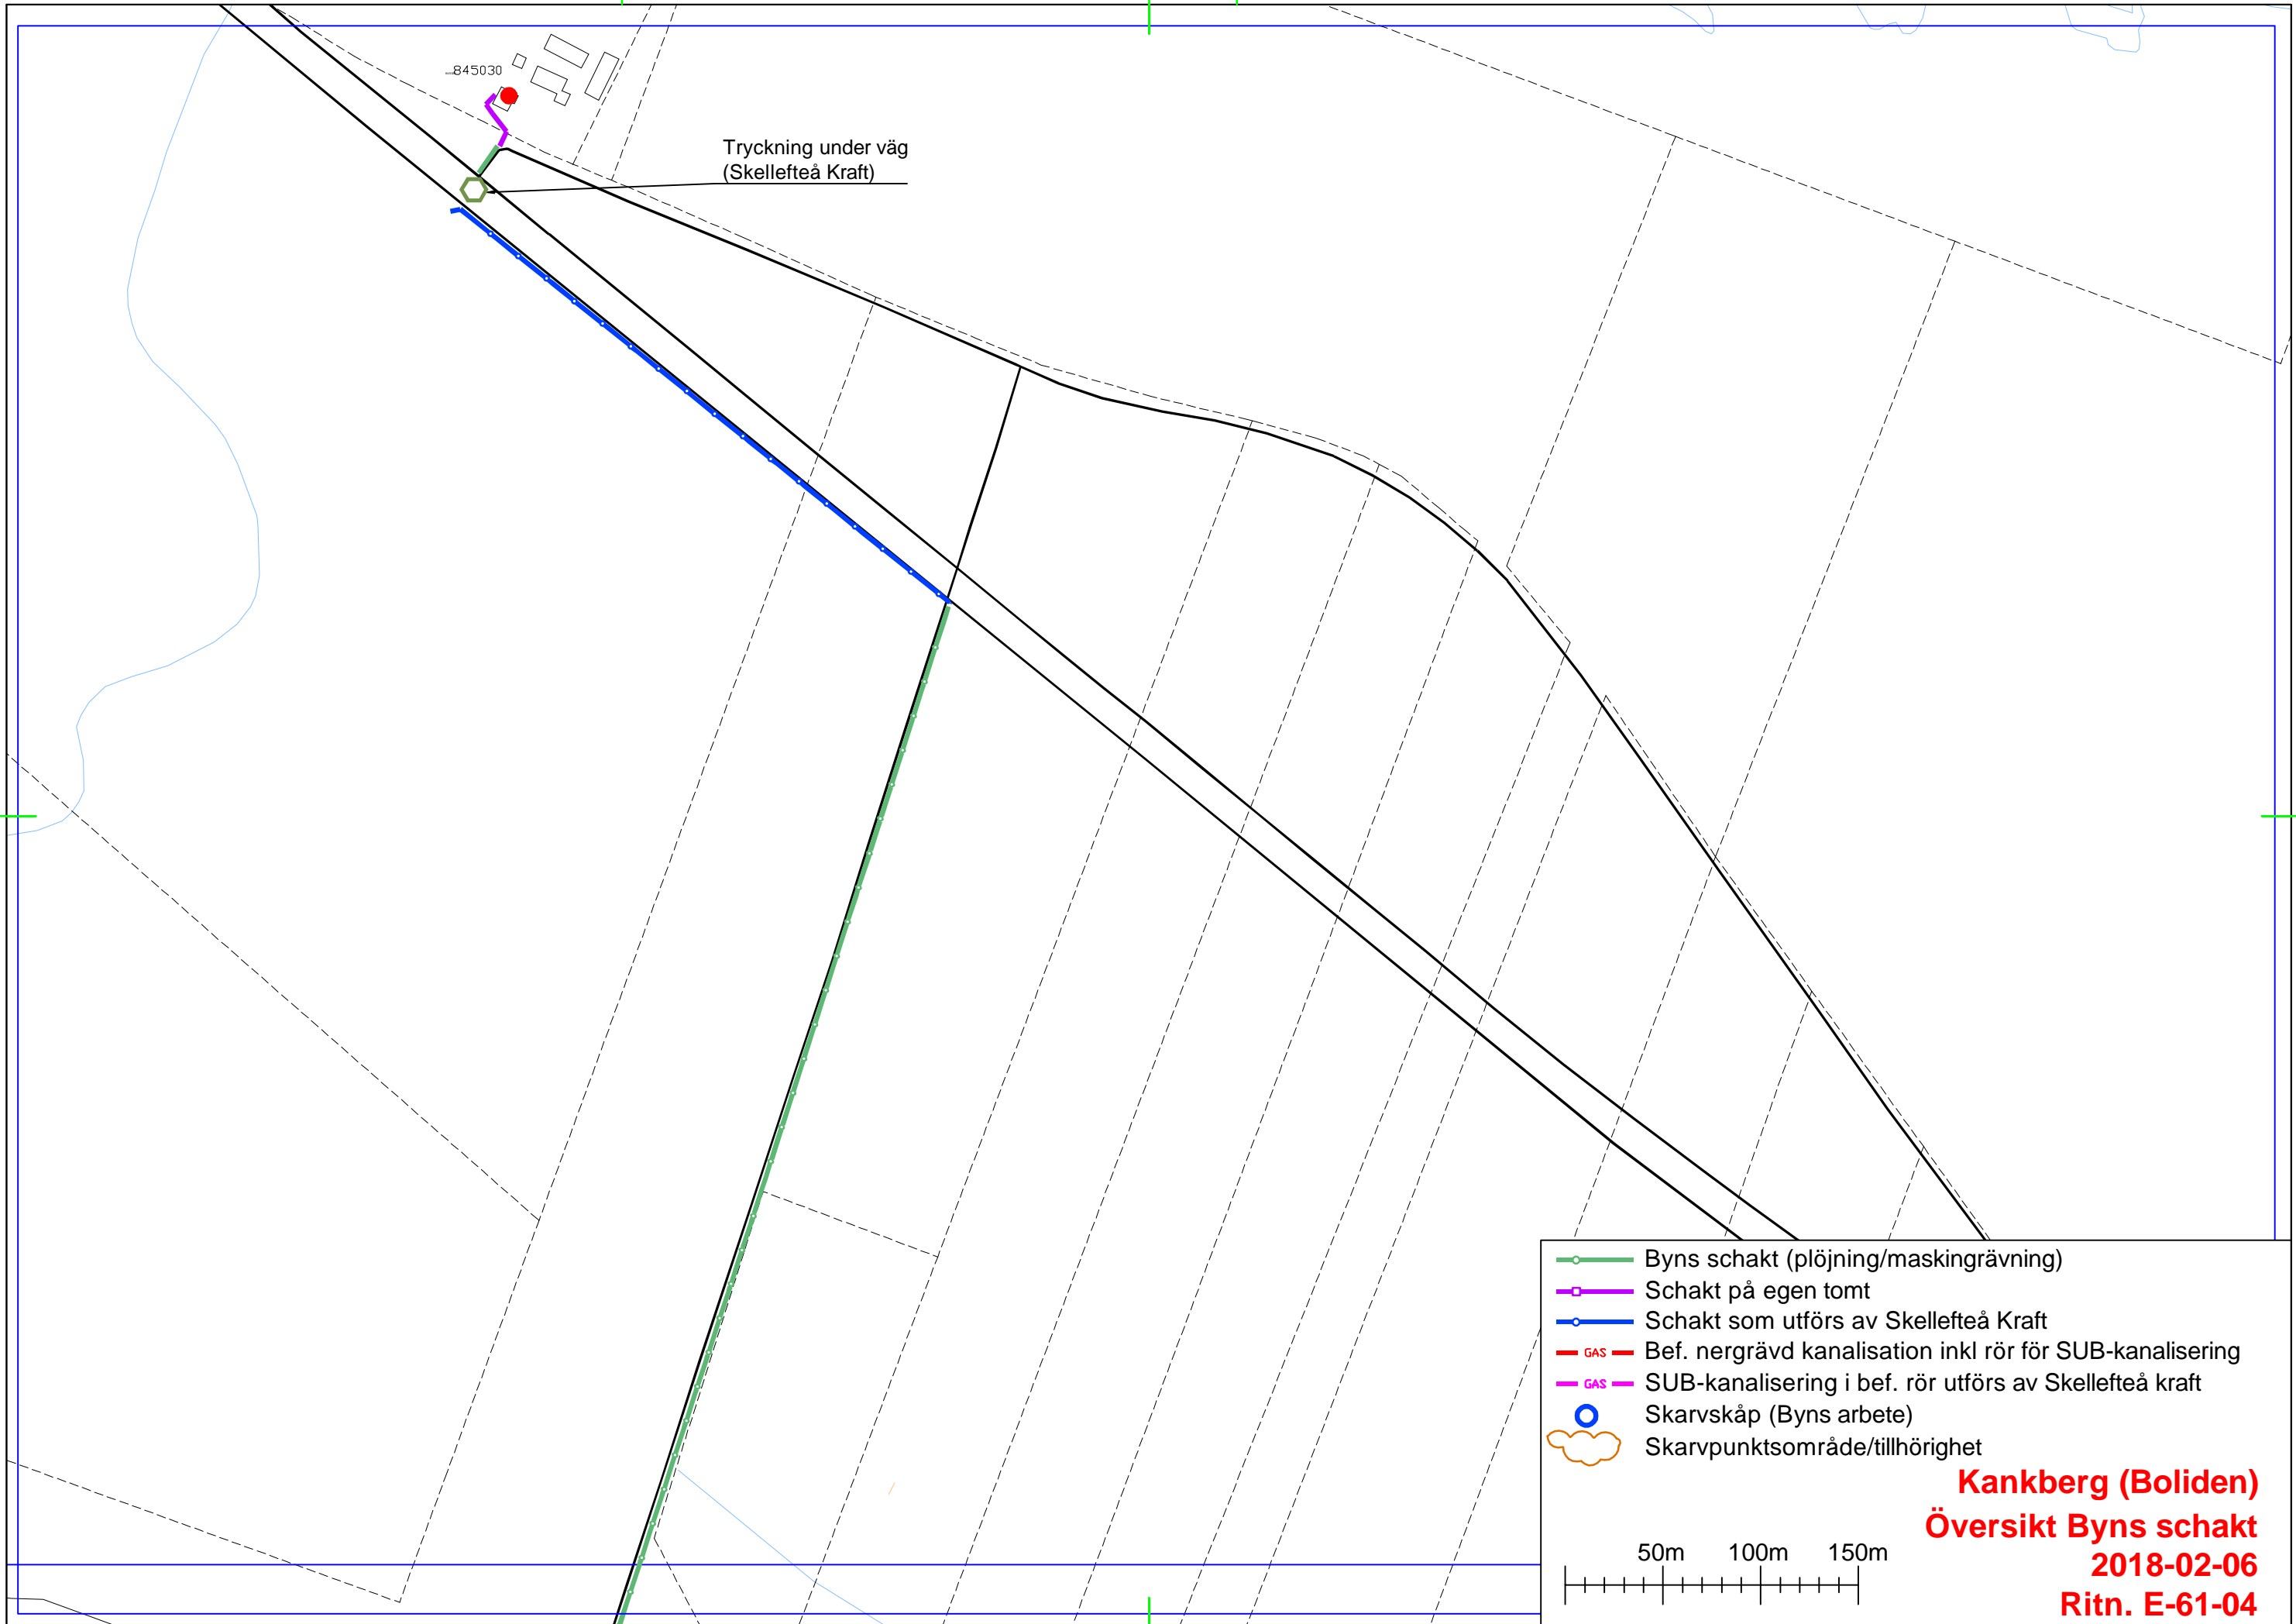 845030
Tryckning under väg
(Skellefteå Kraft)
Byns schakt (plöjning/maskingrävning)
Schakt på egen tomt
Schakt som utförs av Skellefteå Kraft
GAS Bef. nergrävd kanalisation inkl rör för SUB-kanalisering
GAS SUB-kanalisering i bef. rör utförs av Skellefteå kraft
Skarvskåp (Byns arbete)
Skarvpunktsområde/tillhörighet
Kankberg (Boliden)
Översikt Byns schakt
2018-02-06
Ritn. E-61-04
50m 100m 150m